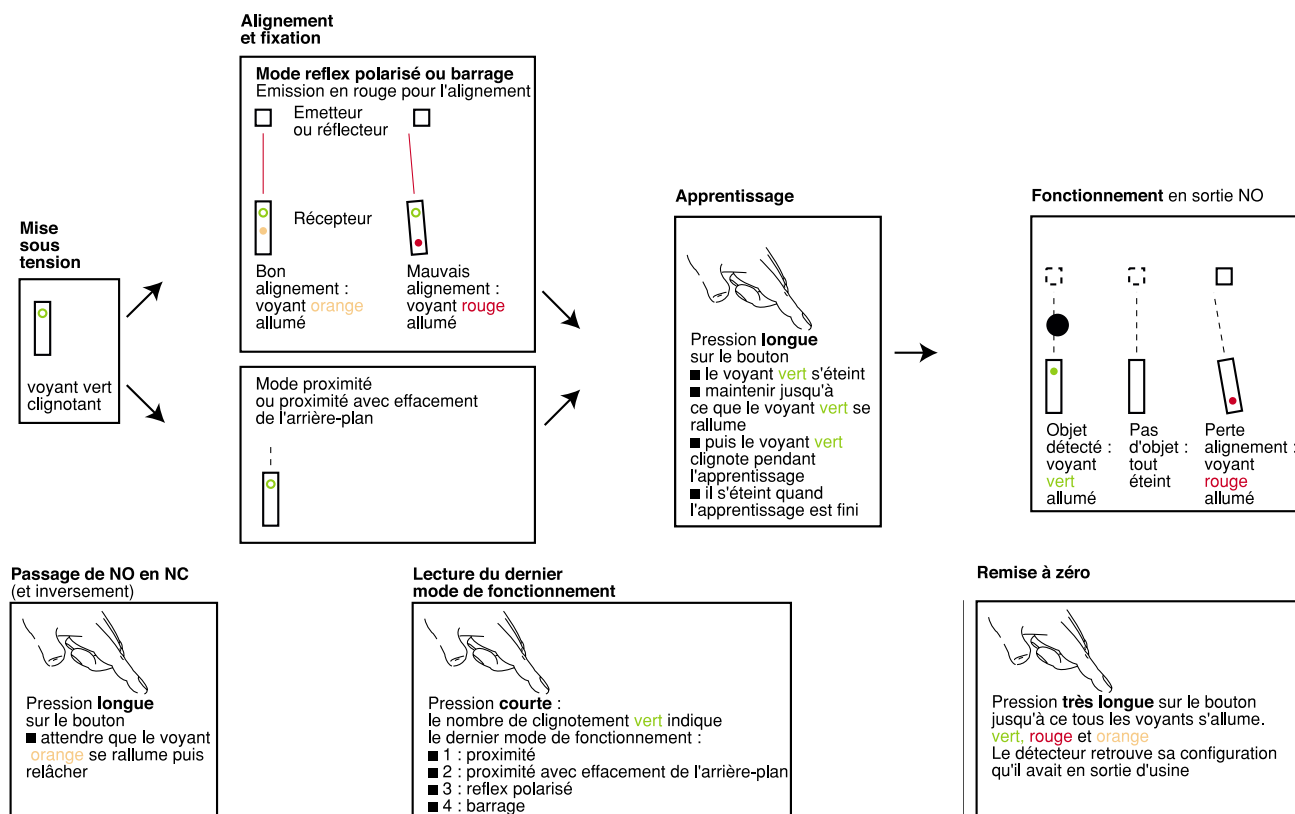 Mise
sous
tension
voyant vert
clignotant
Alignement
et fixation
Mode reflex polarisé ou barrage
Emission en rouge pour l'alignement
Emetteur
ou réflecteur
Récepteur
Bon
alignement :
voyant orange
allumé
Mauvais
alignement :
voyant rouge
allumé
Mode proximité
ou proximité avec effacement
de l'arrière-plan
Apprentissage
Pression longue
sur le bouton
■ le voyant vert s'éteint
■ maintenir jusqu'à
ce que le voyant vert se
rallume
■ puis le voyant vert
clignote pendant
l'apprentissage
■ il s'éteint quand
l'apprentissage est fini
Fonctionnement en sortie NO
Objet
détecté :
voyant
vert
allumé
Pas
d'objet :
tout
éteint
Perte
alignement :
voyant
rouge
allumé
Passage de NO en NC
(et inversement)
Pression longue
sur le bouton
■ attendre que le voyant
orange se rallume puis
relâcher
Lecture du dernier
mode de fonctionnement
Pression courte :
le nombre de clignotement vert indique
le dernier mode de fonctionnement :
■ 1 : proximité
■ 2 : proximité avec effacement de l'arrière-plan
■ 3 : reflex polarisé
■ 4 : barrage
Remise à zéro
Pression très longue sur le bouton
jusqu'à ce tous les voyants s'allume.
vert, rouge et orange
Le détecteur retrouve sa configuration
qu'il avait en sortie d'usine